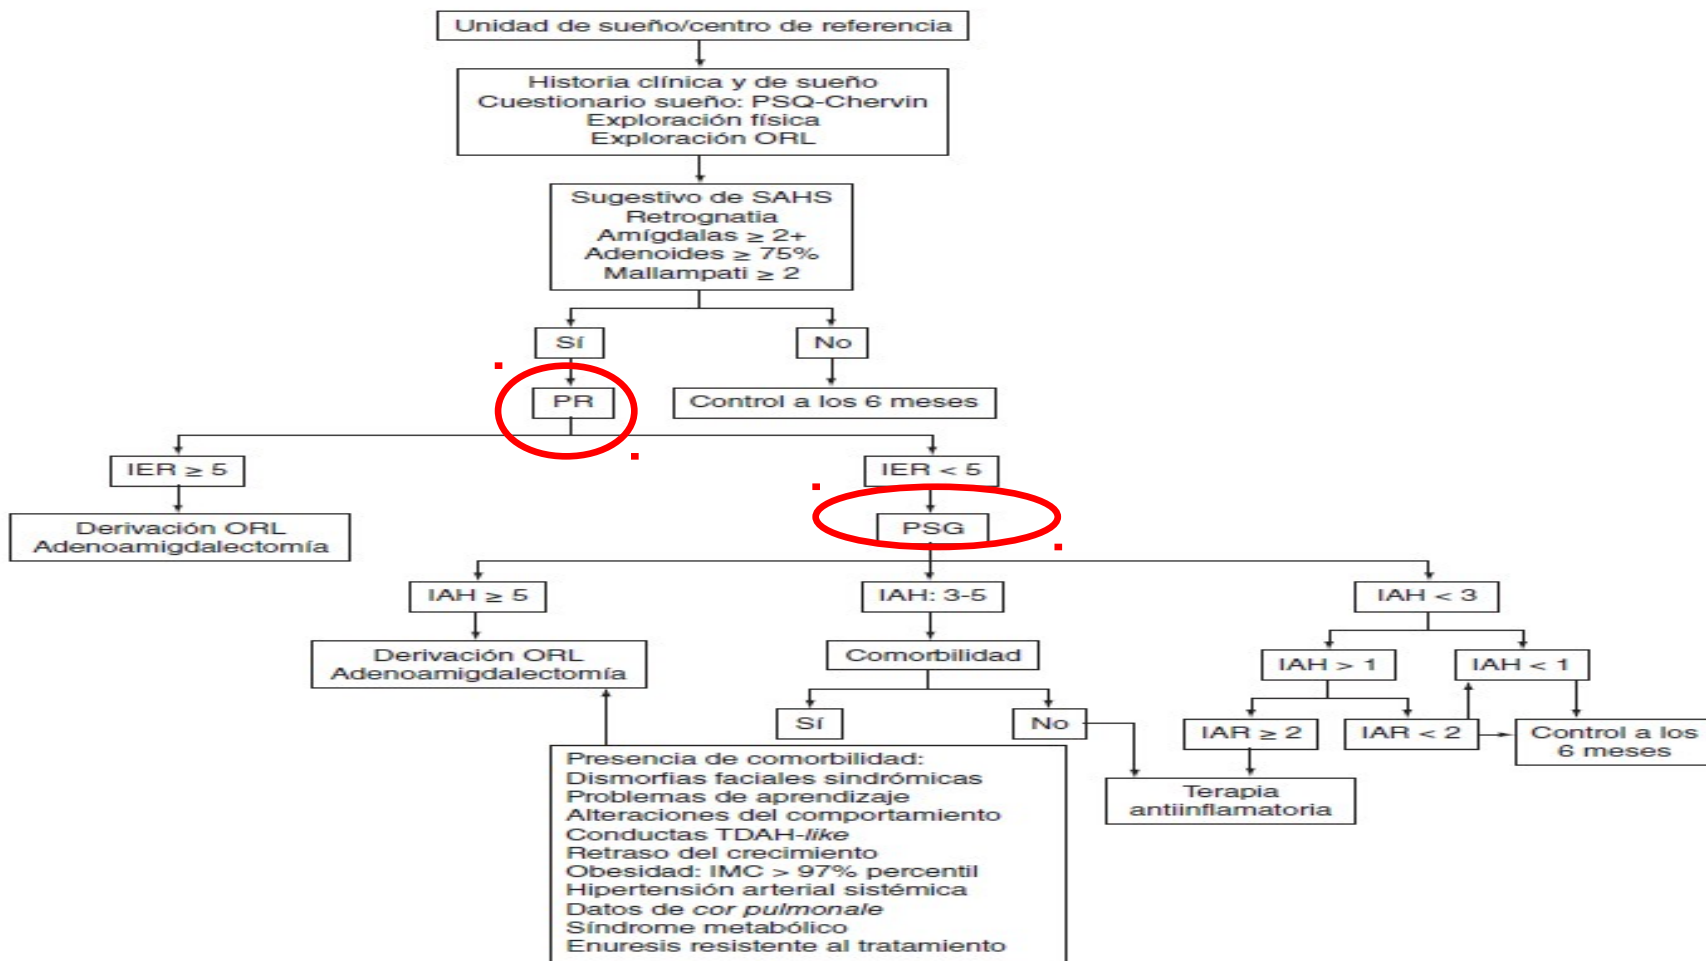 Unidad de sueño/centro de referencia
Historia clínica y de sueño
Cuestionario sueño: PSQ-Chervin
Exploración física
Exploración ORL
Sugestivo de SAHS
Retrognatia
Amígdalas ≥ 2+
Adenoides ≥ 75%
Mallampati ≥ 2
Sí
No
PR
Control a los 6 meses
IER ≥ 5
IER < 5
Derivación ORL
Adenoamigdalectomía
PSG
IAH ≥ 5
IAH: 3-5
IAH < 3
Derivación ORL
Adenoamigdalectomía
Comorbilidad
IAH > 1
IAH < 1
Sí
No
IAR ≥ 2
IAR < 2
Control a los
6 meses
Presencia de comorbilidad:
Dismorfias faciales sindrómicas
Problemas de aprendizaje
Alteraciones del comportamiento
Conductas TDAH-like
Retraso del crecimiento
Obesidad: IMC > 97% percentil
Hipertensión arterial sistémica
Datos de cor pulmonale
Síndrome metabólico
Enuresis resistente al tratamiento
Terapia
antiinflamatoria